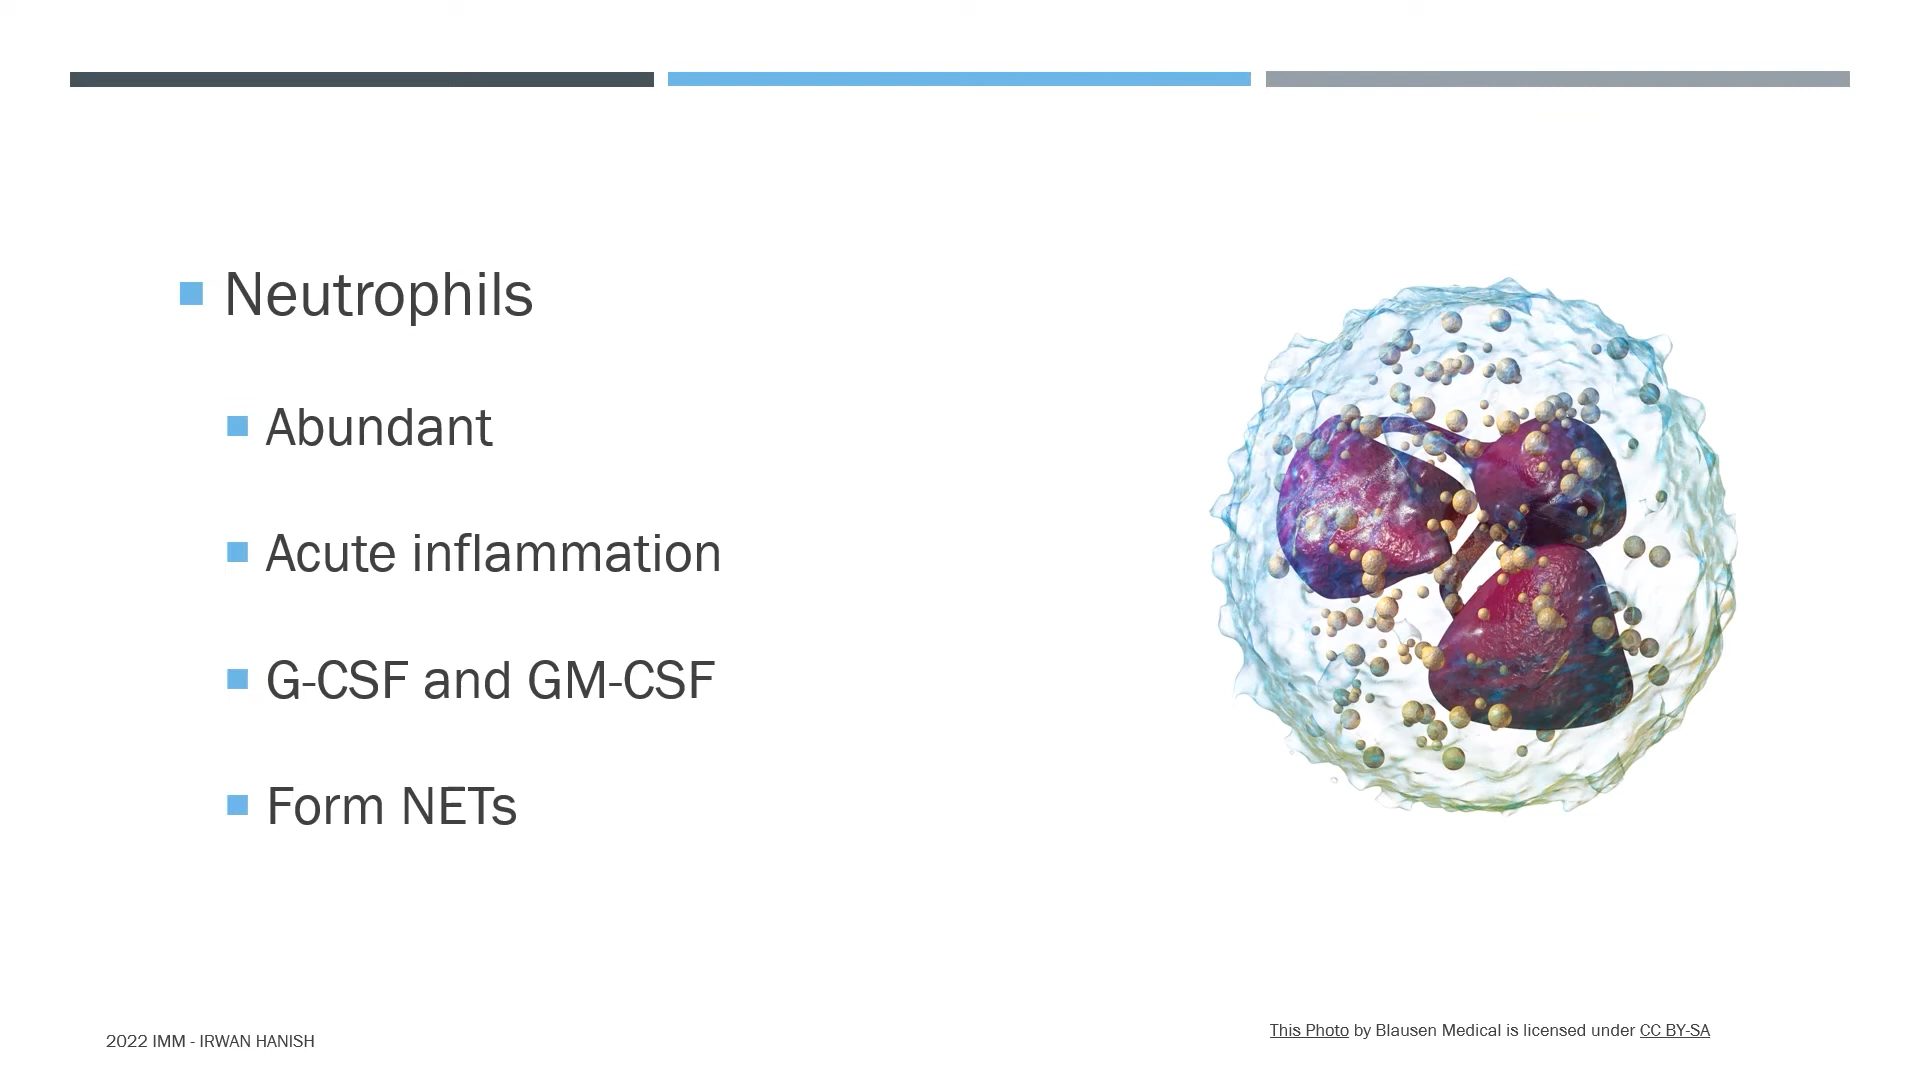 Neutrophils
Abundant
Acute inflammation
G-CSF and GM-CSF
Form NETs
2022 IMM - IRWAN HANISH
This Photo by Blausen Medical is licensed under CC BY-SA